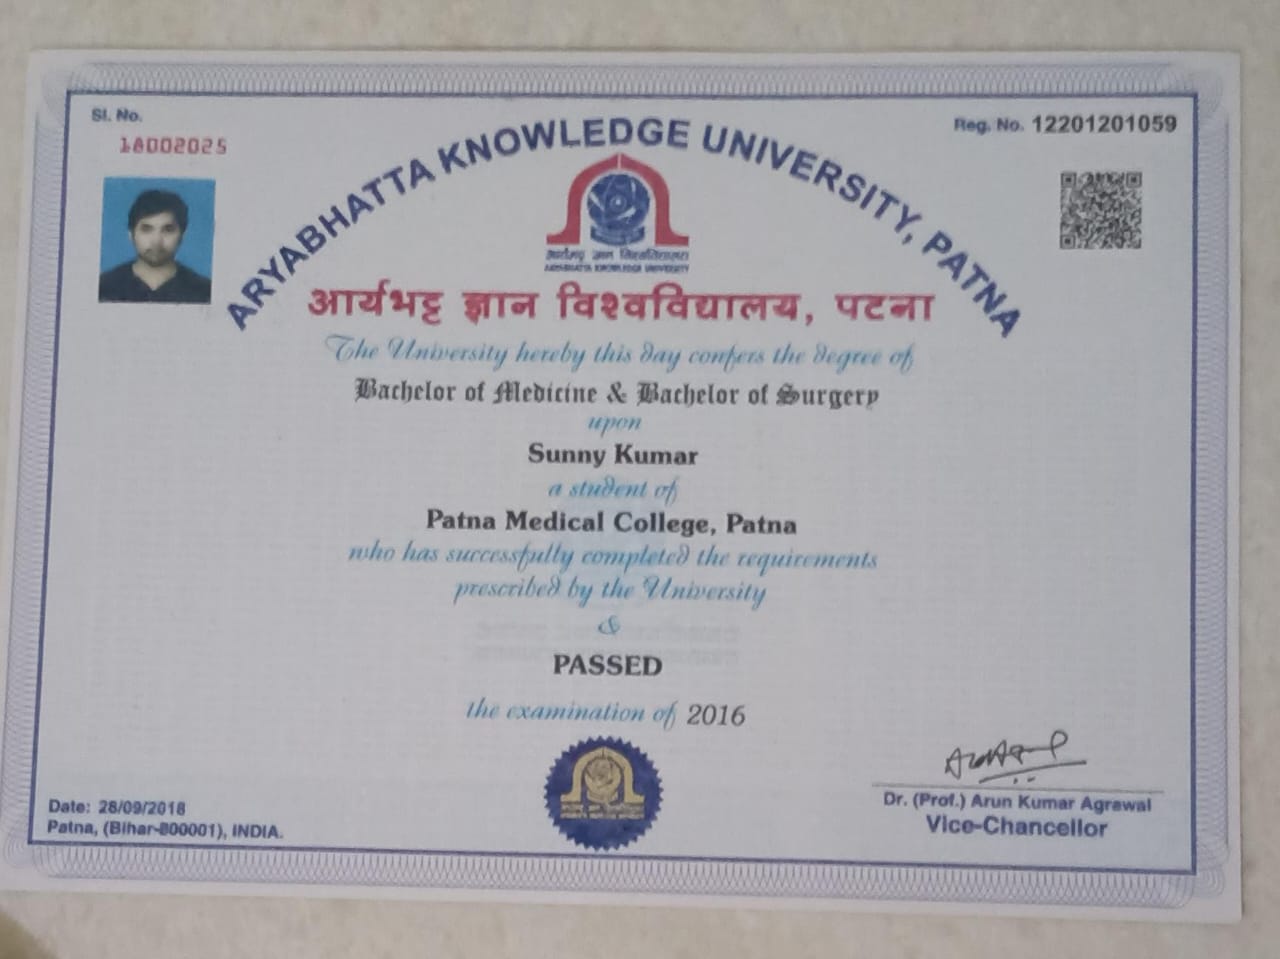 Sl. No.
18002025
Reg. No. 12201201059
ARYABHATTA KNOWLEDGE UNIVERSITY, PATNA
आर्यभट्ट ज्ञान विश्वविद्यालय
ARYABHATTA KNOWLEDGE UNIVERSITY
आर्यभट्ट ज्ञान विश्वविद्यालय, पटना
The University hereby this day confers the degree of
Bachelor of Medicine & Bachelor of Surgery
upon
Sunny Kumar
a student of
Patna Medical College, Patna
who has successfully completed the requirements
prescribed by the University
&
PASSED
the examination of 2016
Date: 28/09/2018
Patna, (Bihar-800001), INDIA.
Dr. (Prof.) Arun Kumar Agrawal
Vice-Chancellor